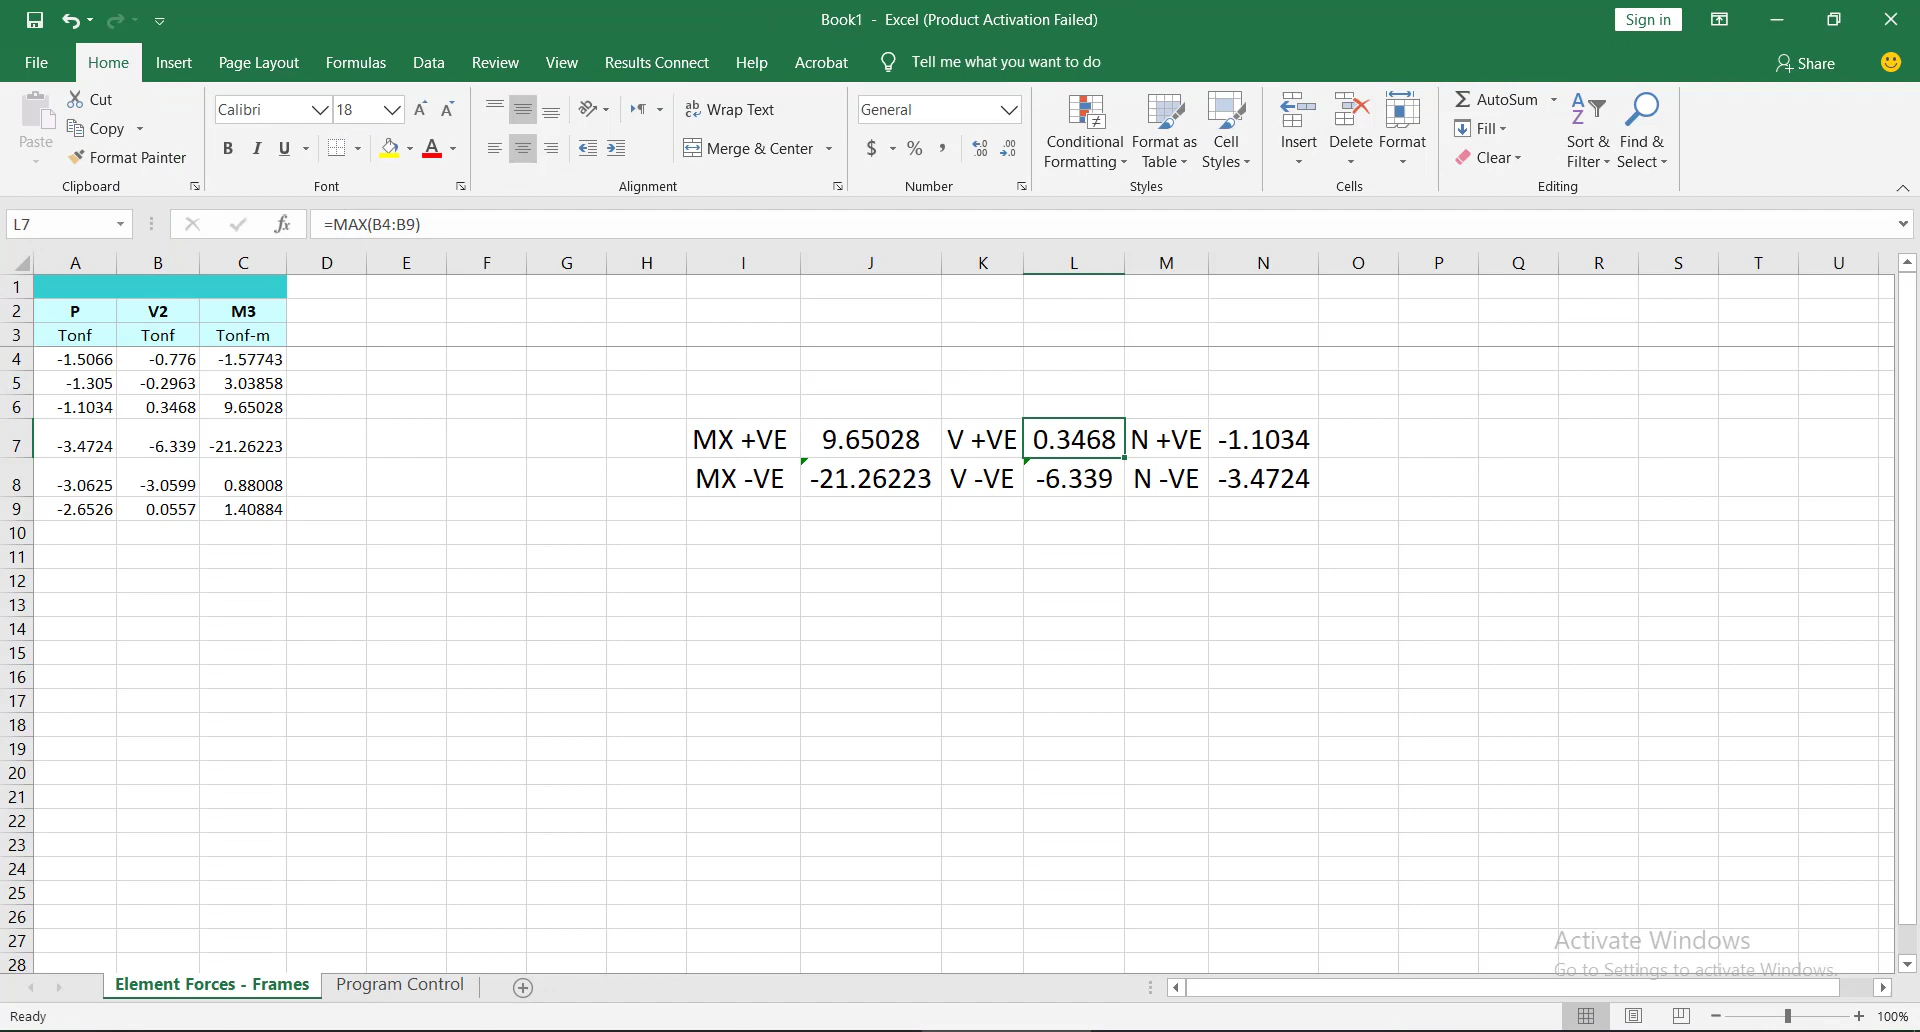 Book1 - Excel (Product Activation Failed)
Sign in
File Home Insert Page Layout Formulas Data Review View Results Connect Help Acrobat Tell me what you want to do Share
Paste
Cut
Copy
Format Painter
Clipboard
Calibri 18
B I U
Font
Wrap Text
Merge & Center
Alignment
General
$ % ,
Number
Conditional Formatting
Format as Table
Cell Styles
Styles
Insert Delete Format
Cells
AutoSum
Fill
Clear
Sort & Filter
Find & Select
Editing
L7 fx =MAX(B4:B9)
A B C D E F G H I J K L M N O P Q R S T U
1
2 P V2 M3
3 Tonf Tonf Tonf-m
4 -1.5066 -0.776 -1.57743
5 -1.305 -0.2963 3.03858
6 -1.1034 0.3468 9.65028
7 -3.4724 -6.339 -21.26223 MX +VE 9.65028 V +VE 0.3468 N +VE -1.1034
8 -3.0625 -3.0599 0.88008 MX -VE -21.26223 V -VE -6.339 N -VE -3.4724
9 -2.6526 0.0557 1.40884
10
11
12
13
14
15
16
17
18
19
20
21
22
23
24
25
26
27
28
Activate Windows
Go to Settings to activate Windows.
Element Forces - Frames Program Control
Ready 100%